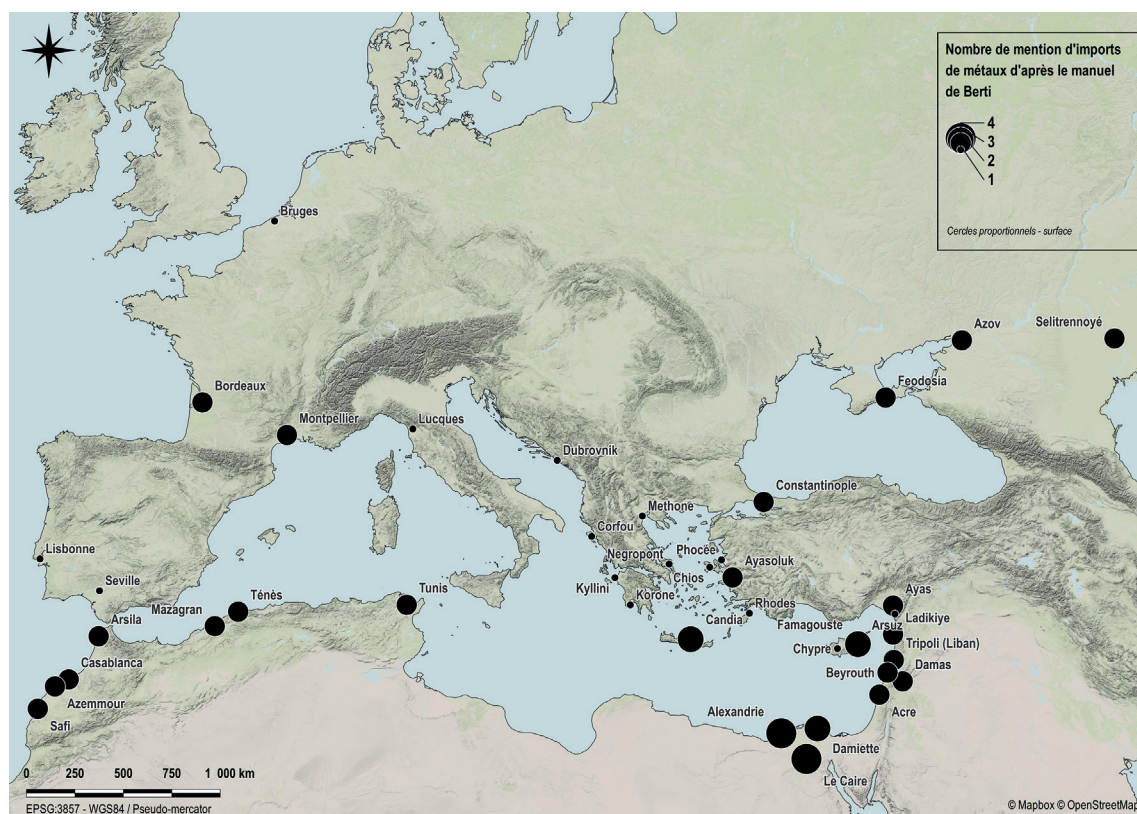 Nombre de mention d'imports
de métaux d'après le manuel
de Berti
4
3
2
1
Cercles proportionnels - surface
Bruges
Azov
Selitrennoyé
Feodosia
Bordeaux
Montpellier
Lucques
Dubrovnik
Constantinople
Methone
Corfou
Negropont
Phocée
Ayasoluk
Lisbonne
Seville
Mazagran
Ténès
Tunis
Kyllini
Korone
Chios
Rhodes
Ayas
Ladikiye
Arsila
Candia
Famagouste
Arsuz
Tripoli (Liban)
Chypre
Casablanca
Damas
Beyrouth
Azemmour
Acre
Safi
Alexandrie
Damiette
Le Caire
0 250 500 750 1 000 km
EPSG:3857 - WGS84 / Pseudo-mercator
© Mapbox © OpenStreetMap